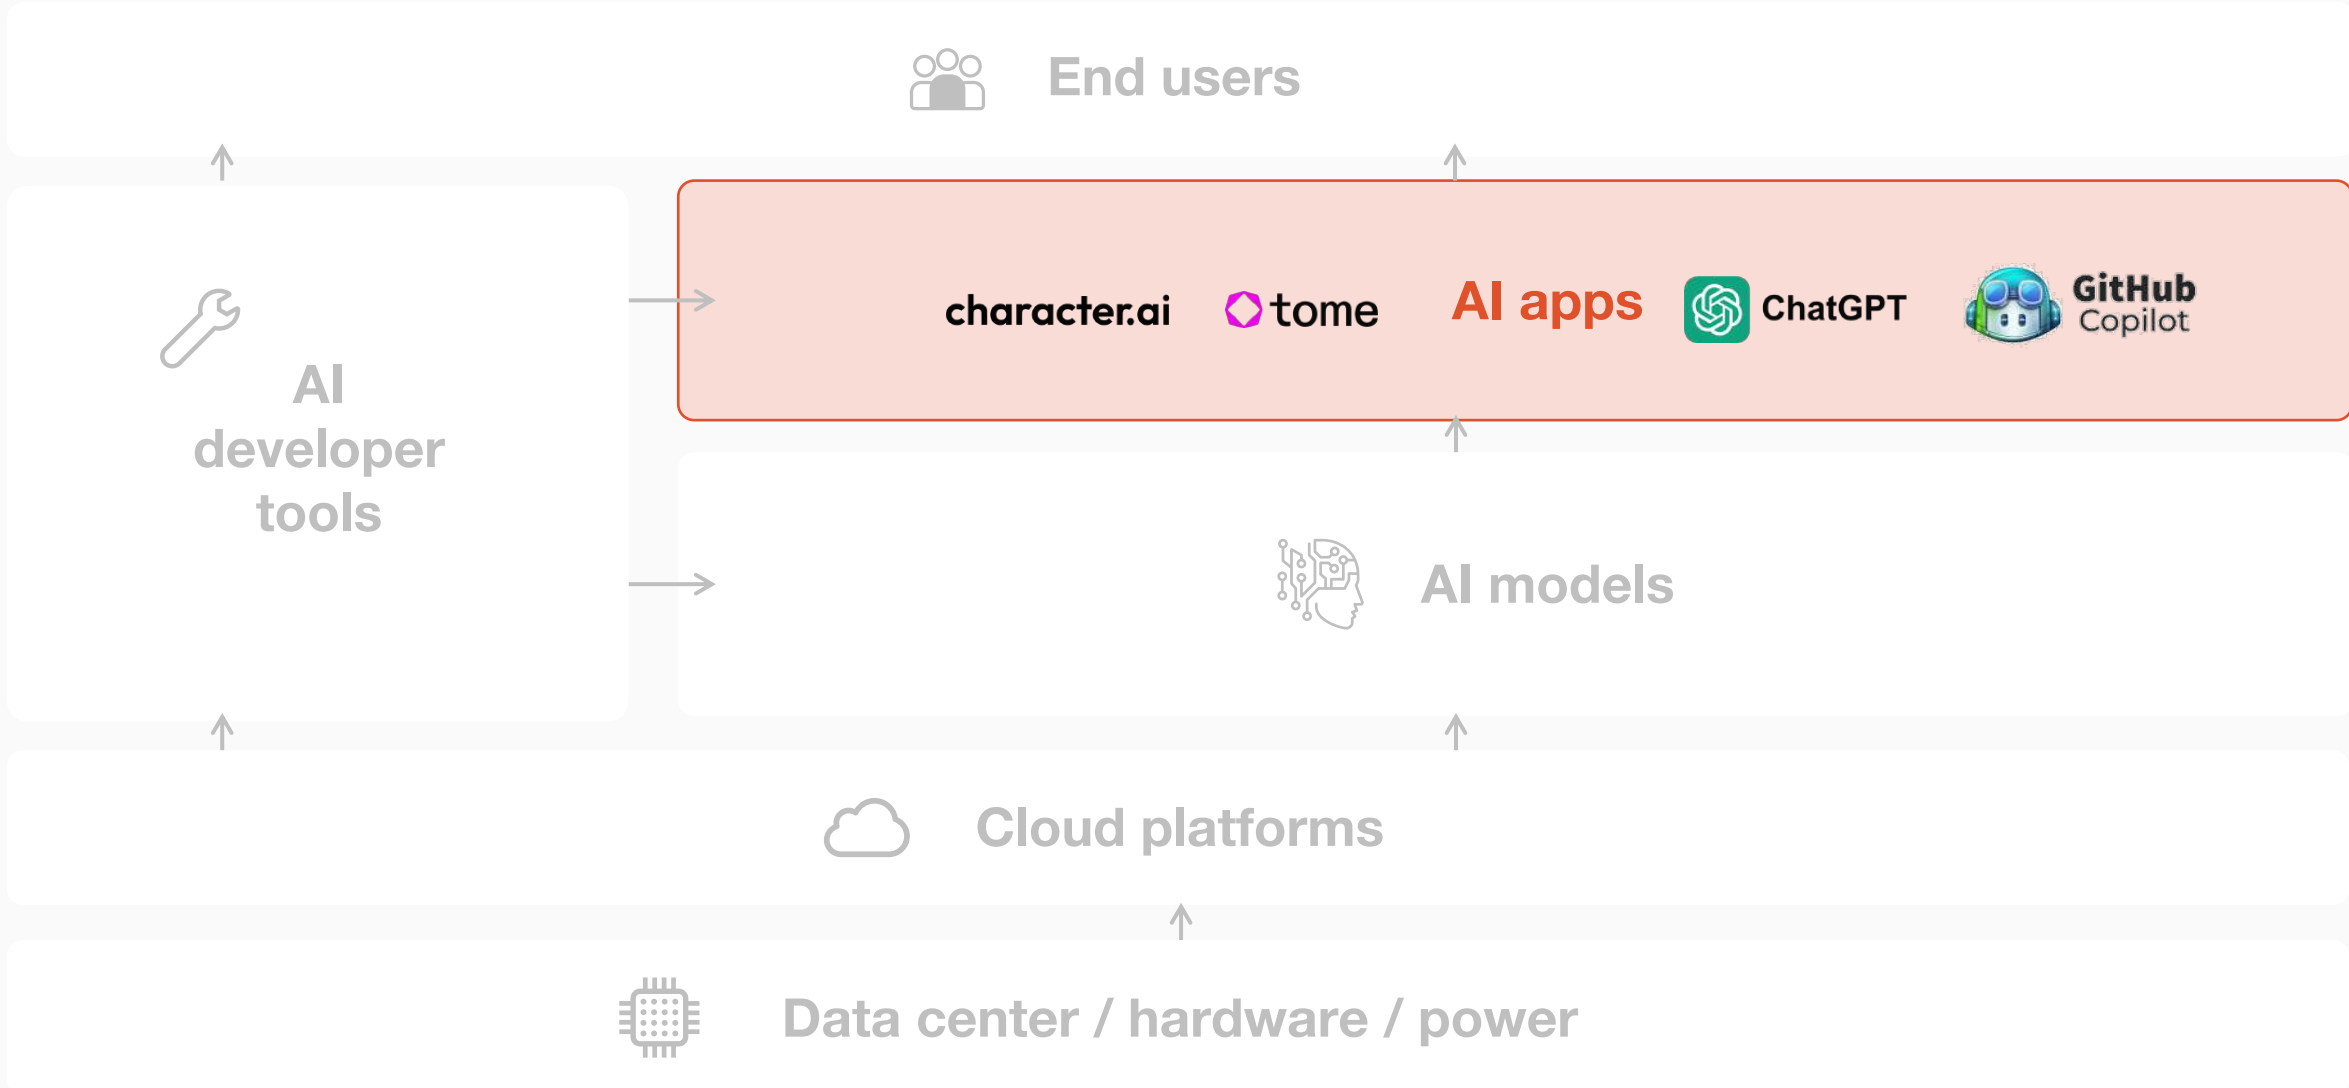 End users
character.ai
tome
AI apps
ChatGPT
GitHub
Copilot
AI
developer
tools
AI models
Cloud platforms
Data center / hardware / power